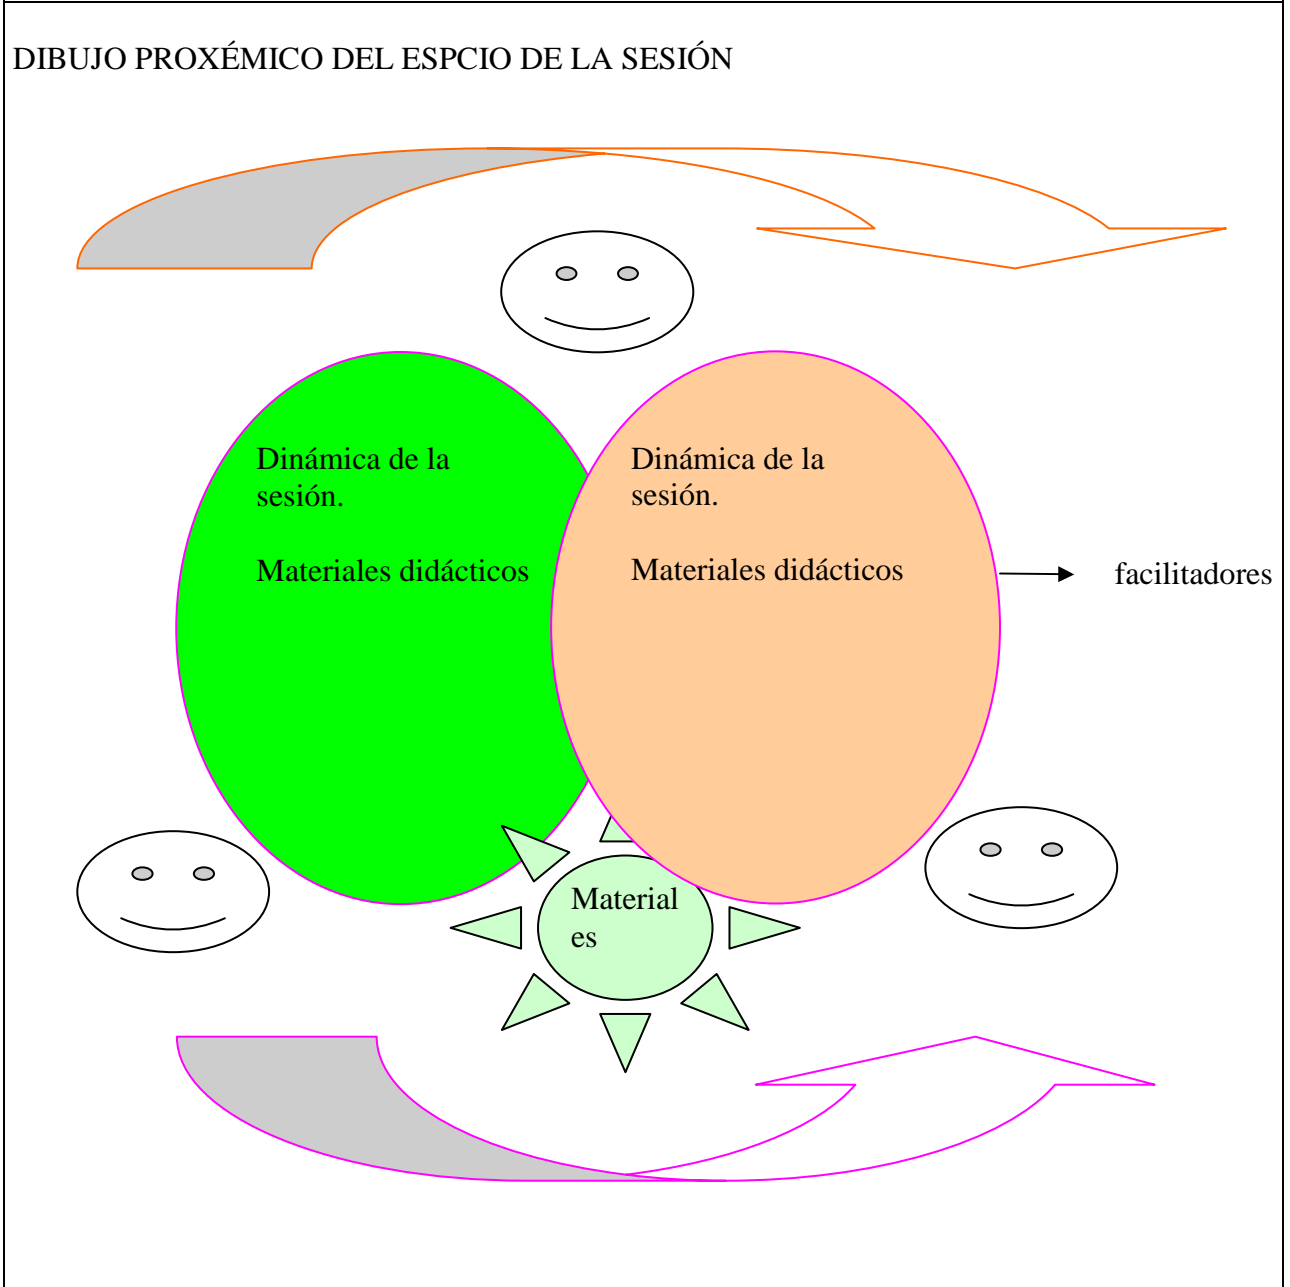 DIBUJO PROXÉMICO DEL ESPCIO DE LA SESIÓN
Dinámica de la
sesión.
Materiales didácticos
Dinámica de la
sesión.
Materiales didácticos
facilitadores
Material
es